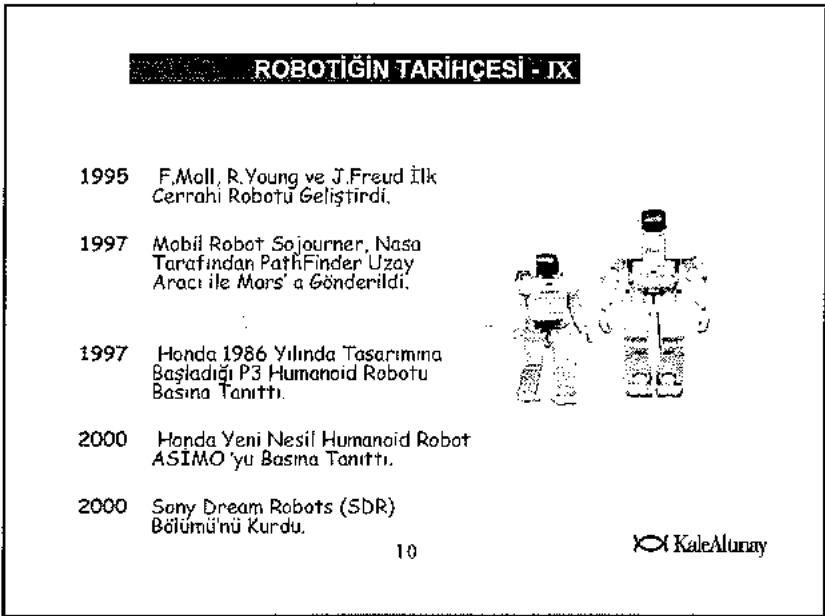 ROBOTİĞİN TARİHÇESİ - IX
1995 F.Moll, R.Young ve J.Freud İlk
Cerrahi Robotu Geliştirdi.
1997 Mobil Robot Sojourner, Nasa
Tarafından PathFinder Uzay
Aracı ile Mars' a Gönderildi.
1997 Honda 1986 Yılında Tasarımına
Başladığı P3 Humanoid Robotu
Basına Tanıttı.
2000 Honda Yeni Nesil Humanoid Robot
ASİMO 'yu Basına Tanıttı.
2000 Sony Dream Robots (SDR)
Bölümü'nü Kurdu.
10
KaleAltunay